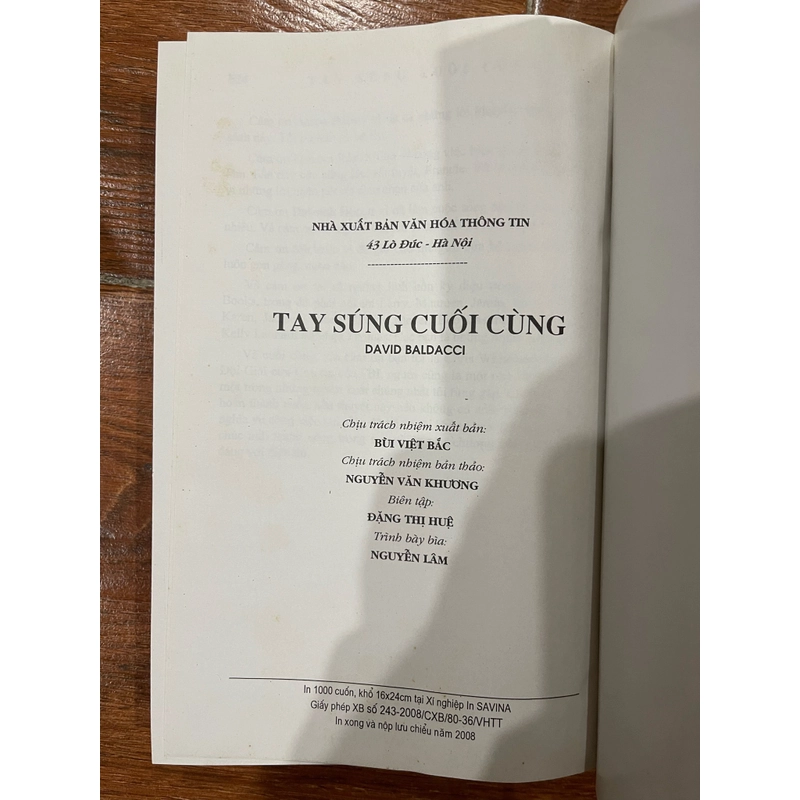 NHÀ XUẤT BẢN VĂN HÓA THÔNG TIN
43 Lò Đúc - Hà Nội
--------------------------
TAY SÚNG CUỐI CÙNG
DAVID BALDACCI
Chịu trách nhiệm xuất bản:
BÙI VIỆT BẮC
Chịu trách nhiệm bản thảo:
NGUYỄN VĂN KHƯƠNG
Biên tập:
ĐẶNG THỊ HUỆ
Trình bày bìa:
NGUYỄN LÂM
In 1000 cuốn, khổ 16x24cm tại Xí nghiệp In SAVINA
Giấy phép XB số 243-2008/CXB/80-36/VHTT
In xong và nộp lưu chiểu năm 2008